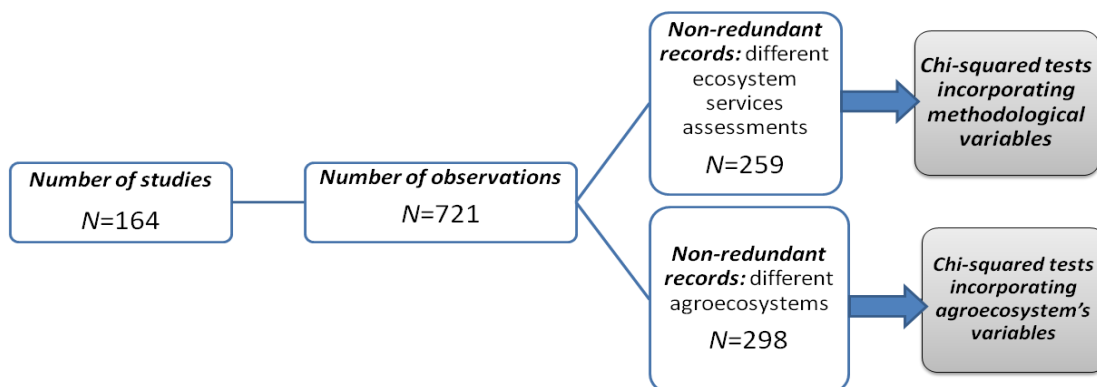 Number of studies
N=164
Number of observations
N=721
Non-redundant
records: different
ecosystem
services
assessments
N=259
Chi-squared tests
incorporating
methodological
variables
Non-redundant
records: different
agroecosystems
N=298
Chi-squared tests
incorporating
agroecosystem's
variables